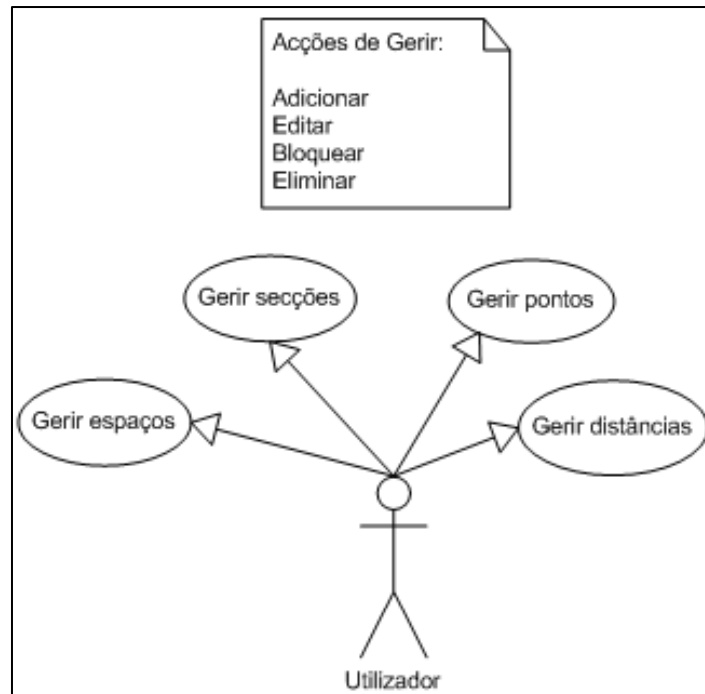 Acções de Gerir:
Adicionar
Editar
Bloquear
Eliminar
Gerir secções
Gerir pontos
Gerir espaços
Gerir distâncias
Utilizador